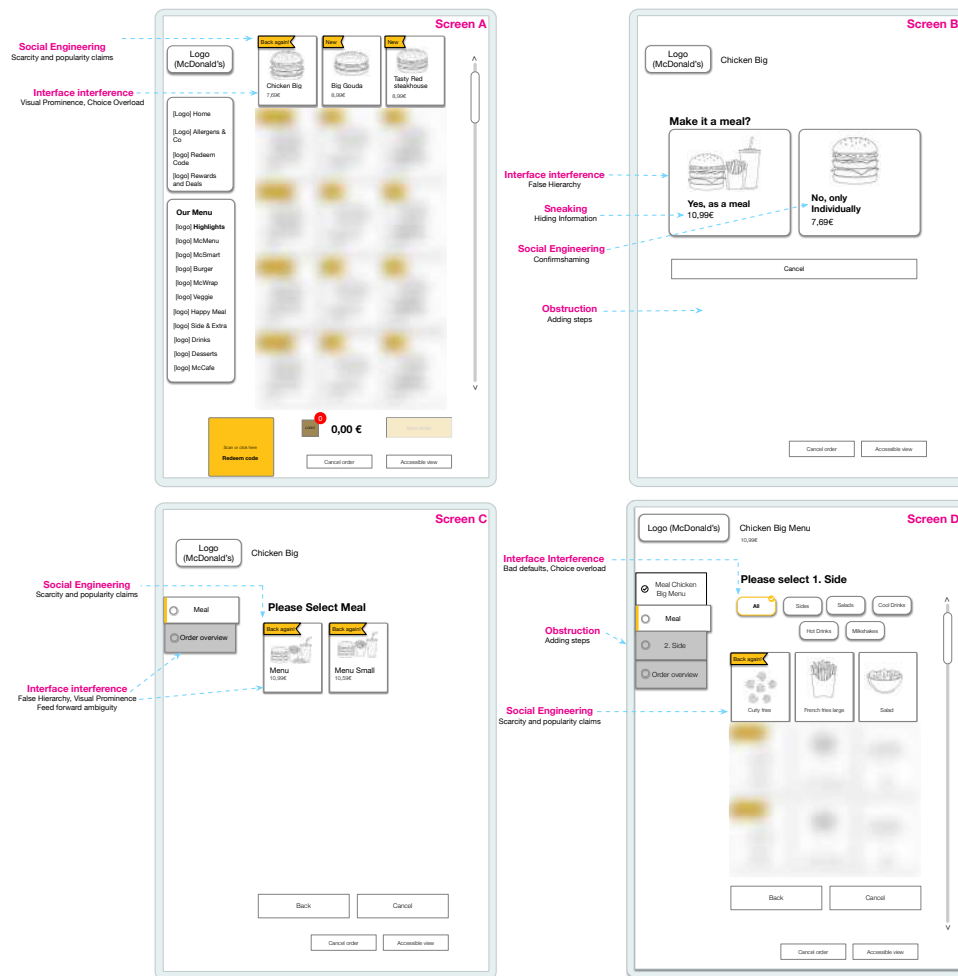 Screen A
Social Engineering
Scarcity and popularity claims
Interface interference
Visual Prominence, Choice Overload
Logo
(McDonald's)
[Logo] Home
[Logo] Allergens &
Co
[logo] Redeem
Code
[logo] Rewards
and Deals
Our Menu
[logo] Highlights
[logo] McMenu
[logo] McSmart
[logo] Burger
[logo] McWrap
[logo] Veggie
[logo] Happy Meal
[logo] Side & Extra
[logo] Drinks
[logo] Desserts
[logo] McCafe
Back again!
Chicken Big
7,69€
New
Big Gouda
8,99€
New
Tasty Red
steakhouse
8,99€
Scan or click here
Redeem code
0
0,00 €
Cancel order
Accessible view
Screen B
Logo
(McDonald's)
Chicken Big
Make it a meal?
Yes, as a meal
10,99€
No, only
Individually
7,69€
Cancel
Interface interference
False Hierarchy
Sneaking
Hiding Information
Social Engineering
Confirmshaming
Obstruction
Adding steps
Cancel order
Accessible view
Screen C
Logo
(McDonald's)
Chicken Big
Social Engineering
Scarcity and popularity claims
Meal
Order overview
Interface interference
False Hierarchy, Visual Prominence
Feed forward ambiguity
Please Select Meal
Back again!
Menu
10,99€
Back again!
Menu Small
10,59€
Back
Cancel
Cancel order
Accessible view
Screen D
Logo (McDonald's)
Chicken Big Menu
10,99€
Interface Interference
Bad defaults, Choice overload
Meal Chicken
Big Menu
Meal
2. Side
Order overview
Obstruction
Adding steps
Social Engineering
Scarcity and popularity claims
Please select 1. Side
All
Sides
Salads
Cool Drinks
Hot Drinks
Milkshakes
Back again!
Curly fries
French fries large
Salad
Back
Cancel
Cancel order
Accessible view